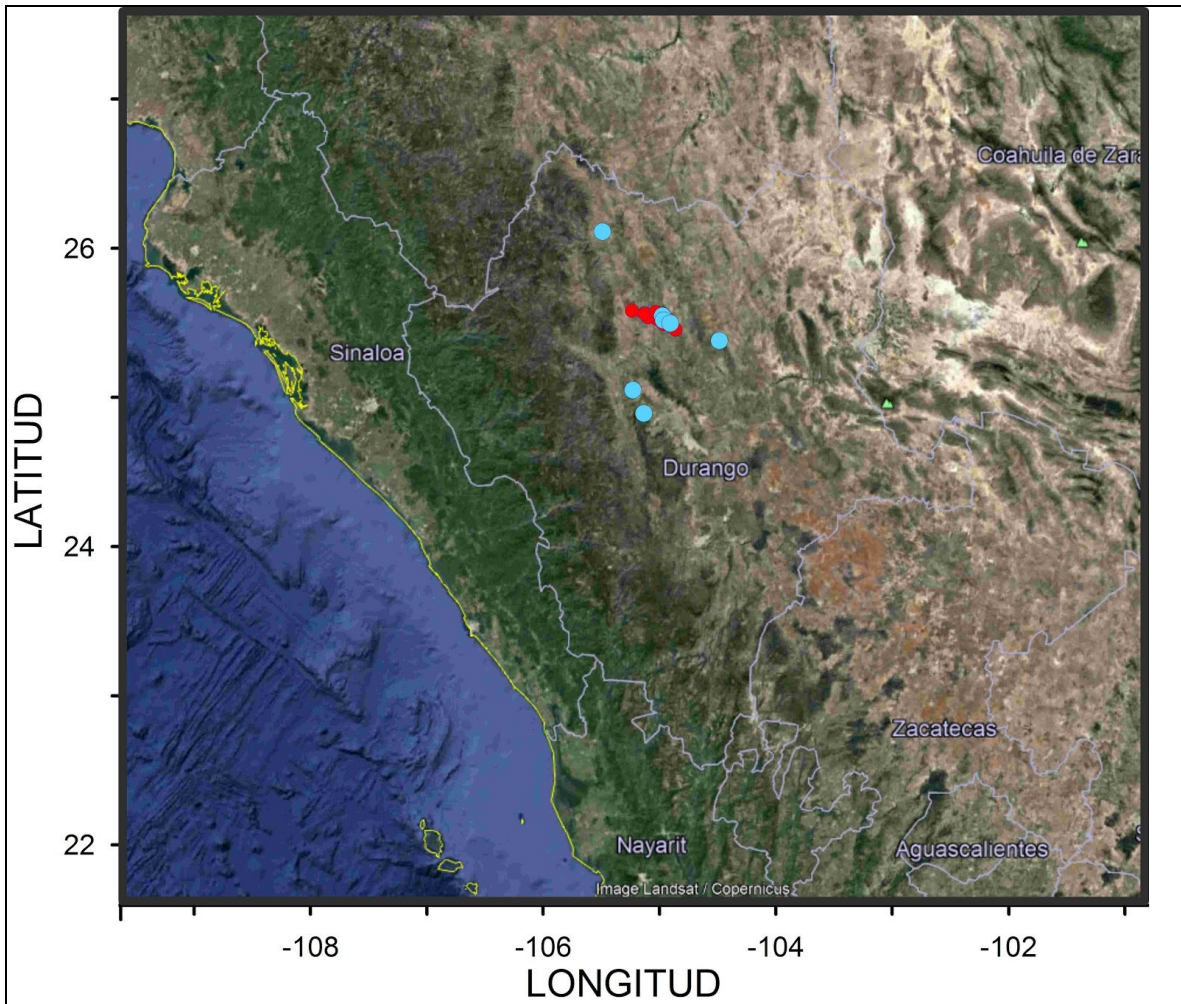 Coahuila de Zara
26
Sinaloa
Durango
LATITUD
24
Zacatecas
22
Nayarit
Aguascalientes
S
Image Landsat / Copernicus
-108
-106
-104
-102
LONGITUD